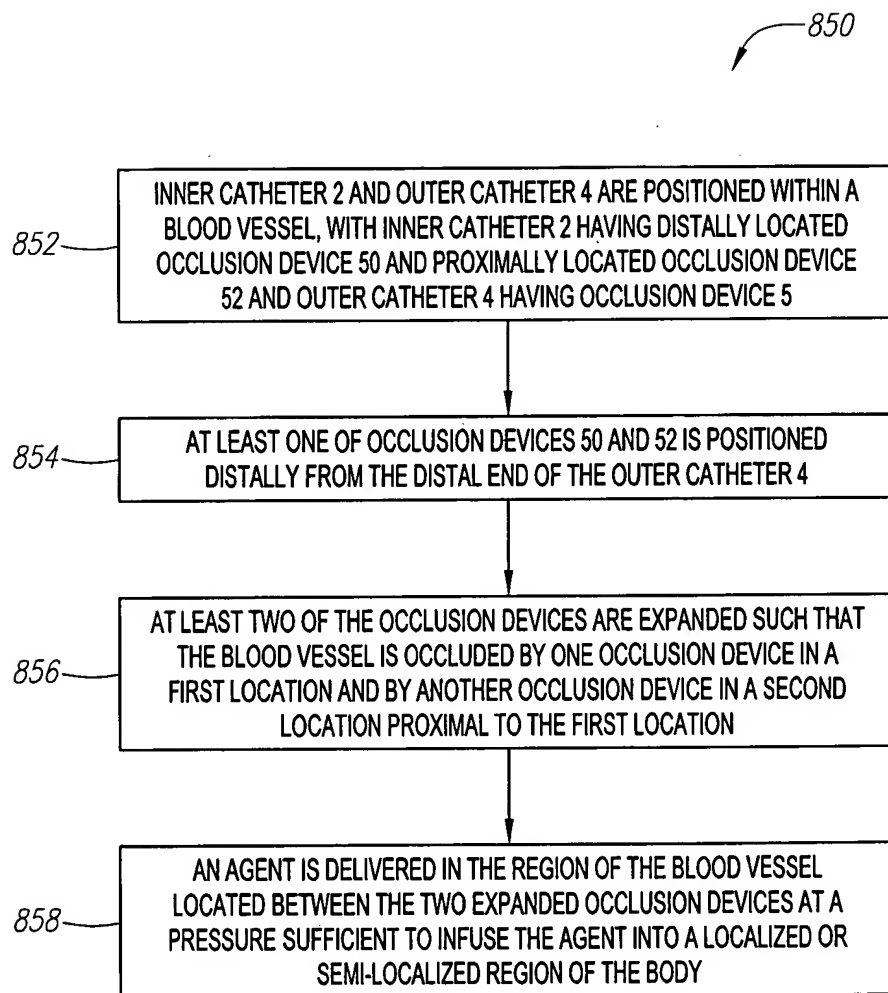 850
852
INNER CATHETER 2 AND OUTER CATHETER 4 ARE POSITIONED WITHIN A
BLOOD VESSEL, WITH INNER CATHETER 2 HAVING DISTALLY LOCATED
OCCLUSION DEVICE 50 AND PROXIMALLY LOCATED OCCLUSION DEVICE
52 AND OUTER CATHETER 4 HAVING OCCLUSION DEVICE 5
854
AT LEAST ONE OF OCCLUSION DEVICES 50 AND 52 IS POSITIONED
DISTALLY FROM THE DISTAL END OF THE OUTER CATHETER 4
856
AT LEAST TWO OF THE OCCLUSION DEVICES ARE EXPANDED SUCH THAT
THE BLOOD VESSEL IS OCCLUDED BY ONE OCCLUSION DEVICE IN A
FIRST LOCATION AND BY ANOTHER OCCLUSION DEVICE IN A SECOND
LOCATION PROXIMAL TO THE FIRST LOCATION
858
AN AGENT IS DELIVERED IN THE REGION OF THE BLOOD VESSEL
LOCATED BETWEEN THE TWO EXPANDED OCCLUSION DEVICES AT A
PRESSURE SUFFICIENT TO INFUSE THE AGENT INTO A LOCALIZED OR
SEMI-LOCALIZED REGION OF THE BODY